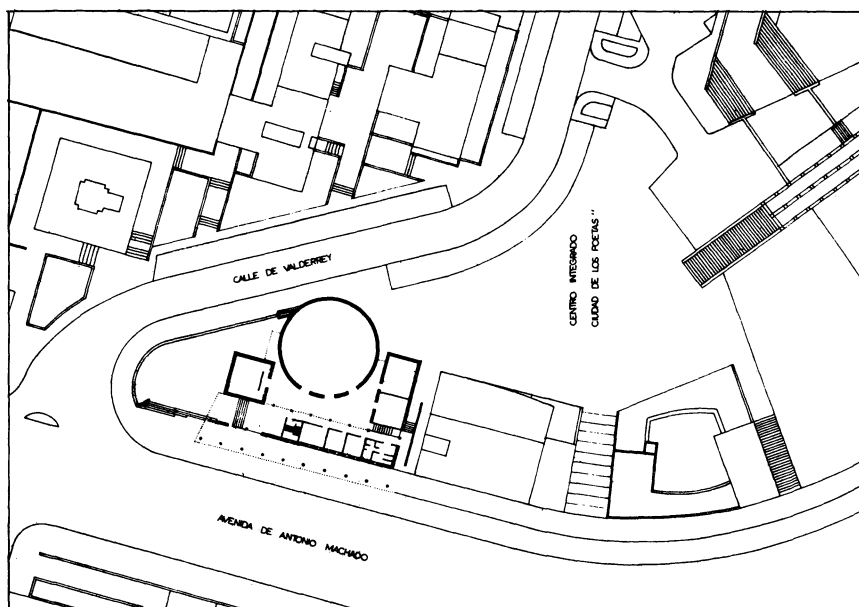 CALLE DE VALDERREY
CENTRO INTEGRADO
CIUDAD DE LOS POETAS"
AVENIDA DE ANTONIO MACHADO